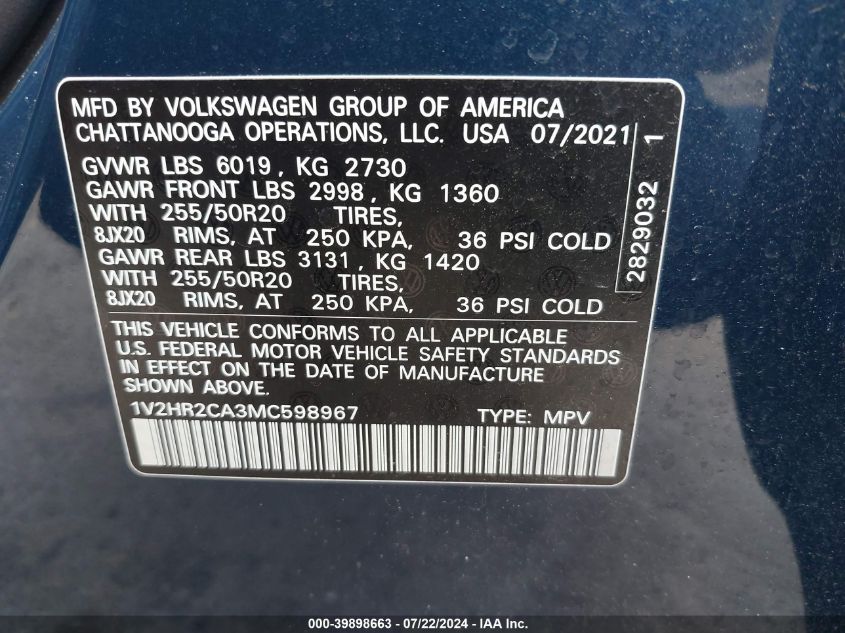 MFD BY VOLKSWAGEN GROUP OF AMERICA
CHATTANOOGA OPERATIONS, LLC. USA 07/2021
GVWR LBS 6019, KG 2730
GAWR FRONT LBS 2998, KG 1360
WITH 255/50R20 TIRES,
8JX20 RIMS, AT 250 KPA, 36 PSI COLD
GAWR REAR LBS 3131, KG 1420
WITH 255/50R20 TIRES,
8JX20 RIMS, AT 250 KPA, 36 PSI COLD
2829032 1
THIS VEHICLE CONFORMS TO ALL APPLICABLE
U.S. FEDERAL MOTOR VEHICLE SAFETY STANDARDS
IN EFFECT ON THE DATE OF MANUFACTURE
SHOWN ABOVE.
1V2HR2CA3MC598967 TYPE: MPV
000-39898663 - 07/22/2024 - IAA Inc.